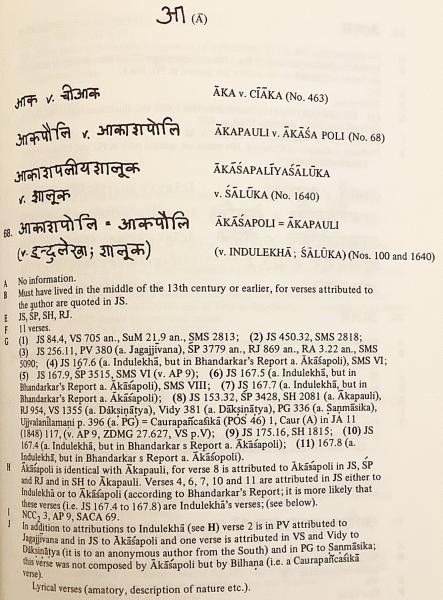 आ (Ā)
आक v. चीआक ĀKA v. CĪĀKA (No. 463)
आकपौलि v. आकाशपोलि ĀKAPAULI v. ĀKĀŚA POLI (No. 68)
आकाशपलीयशालूक ĀKĀŚAPALĪYAŚĀLŪKA
v. शालूक v. ŚĀLŪKA (No. 1640)
68. आकाशपोलि = आकपौलि ĀKĀŚAPOLI = ĀKAPAULI
(v. इन्दुलेखा; शालूक) (v. INDULEKHĀ; ŚĀLŪKA) (Nos. 100 and 1640)
A No information.
B Must have lived in the middle of the 13th century or earlier, for verses attributed to
the author are quoted in JS.
E JS, ŚP, SH, RJ.
F 11 verses.
G (1) JS 84.4, VS 705 an., SuM 21.9 an., SMS 2813; (2) JS 450.32, SMS 2818;
(3) JS 256.11, PV 380 (a. Jagajjīvana), ŚP 3779 an., RJ 869 an., RA 3.22 an., SMS
5090; (4) JS 167.6 (a. Indulekhā, but in Bhandarkar's Report a. Ākāśapoli), SMS VI;
(5) JS 167.9, ŚP 3515, SMS VI (v. AP 9); (6) JS 167.5 (a. Indulekhā, but in
Bhandarkar's Report a. Ākāśapoli), SMS VIII; (7) JS 167.7 (a. Indulekhā, but in
Bhandarkar's Report a. Ākāśapoli); (8) JS 153.32, ŚP 3428, SH 2081 (a. Ākapauli),
RJ 954, VS 1355 (a. Dākṣiṇātya), Vidy 381 (a. Dākṣiṇātya), PG 336 (a. Ṣaṇmāsika),
Ujjvalanīlamaṇi p. 396 (a. PG) = Caurapañcaśikā (POS 46) 1, Caur (A) in JA 11
(1848) 117, (v. AP 9, ZDMG 27.627, VS p.V); (9) JS 175.16, SH 1815; (10) JS
167.4 (a. Indulekhā, but in Bhandarkar s Report a. Ākāśapoli); (11) 167.8 (a.
Indulekhā, but in Bhandarkar s Report a. Ākāśapoli).
H Ākāśapoli is identical with Ākapauli, for verse 8 is attributed to Ākāśapoli in JS, ŚP
and RJ and in SH to Ākapauli. Verses 4, 6, 7, 10 and 11 are attributed in JS either to
Indulekhā or to Ākāśapoli (according to Bhandarkar's Report; it is more likely that
these verses (i.e. JS 167.4 to 167.8) are Indulekhā's verses; (see below).
I NCC₂ 3, AP 9, SACA 69.
J In addition to attributions to Indulekhā (see H) verse 2 is in PV attributed to
Jagajjīvana and in JS to Ākāśapoli and one verse is attributed in VS and Vidy to
Dākṣiṇātya (it is to an anonymous author from the South) and in PG to Ṣaṇmāsika;
this verse was not composed by Ākāśapoli but by Bilhaṇa (i.e. a Caurapañcāśikā
verse).
Lyrical verses (amatory, description of nature etc.).